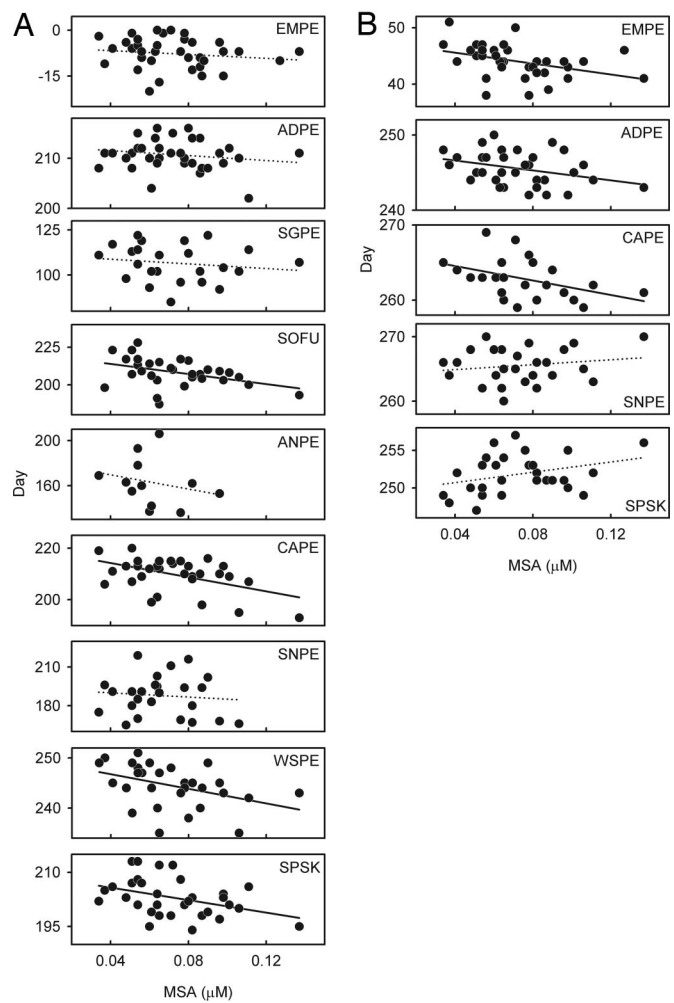 A
EMPE
0
-15
ADPE
210
200
SGPE
125
100
SOFU
225
200
ANPE
200
160
Day
CAPE
220
210
200
SNPE
210
180
WSPE
250
240
SPSK
210
195
0.04 0.08 0.12
MSA (μM)
B
EMPE
50
40
ADPE
250
240
Day
CAPE
270
260
SNPE
270
260
SPSK
255
250
0.04 0.08 0.12
MSA (μM)